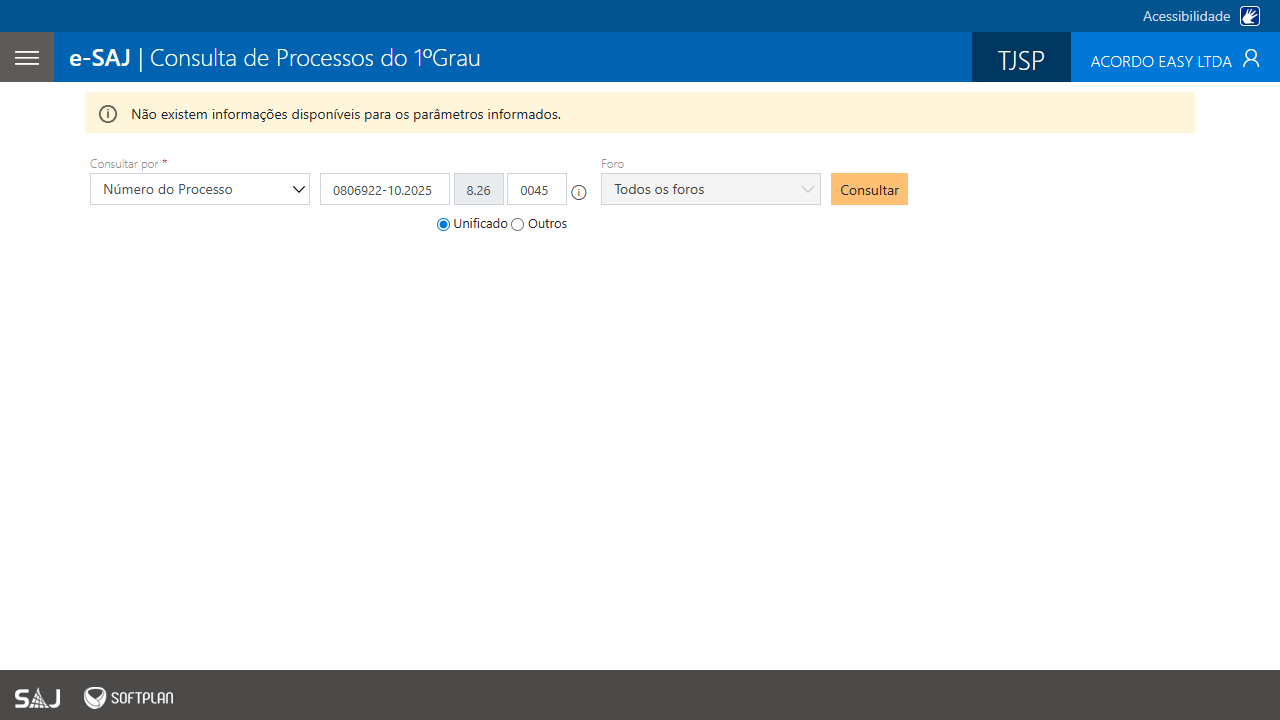 Acessibilidade
e-SAJ | Consulta de Processos do 1ºGrau
TJSP
ACORDO EASY LTDA
Não existem informações disponíveis para os parâmetros informados.
Consultar por *
Foro
Número do Processo
0806922-10.2025
8.26
0045
Todos os foros
Consultar
Unificado
Outros
SAJ
SOFTPLAN